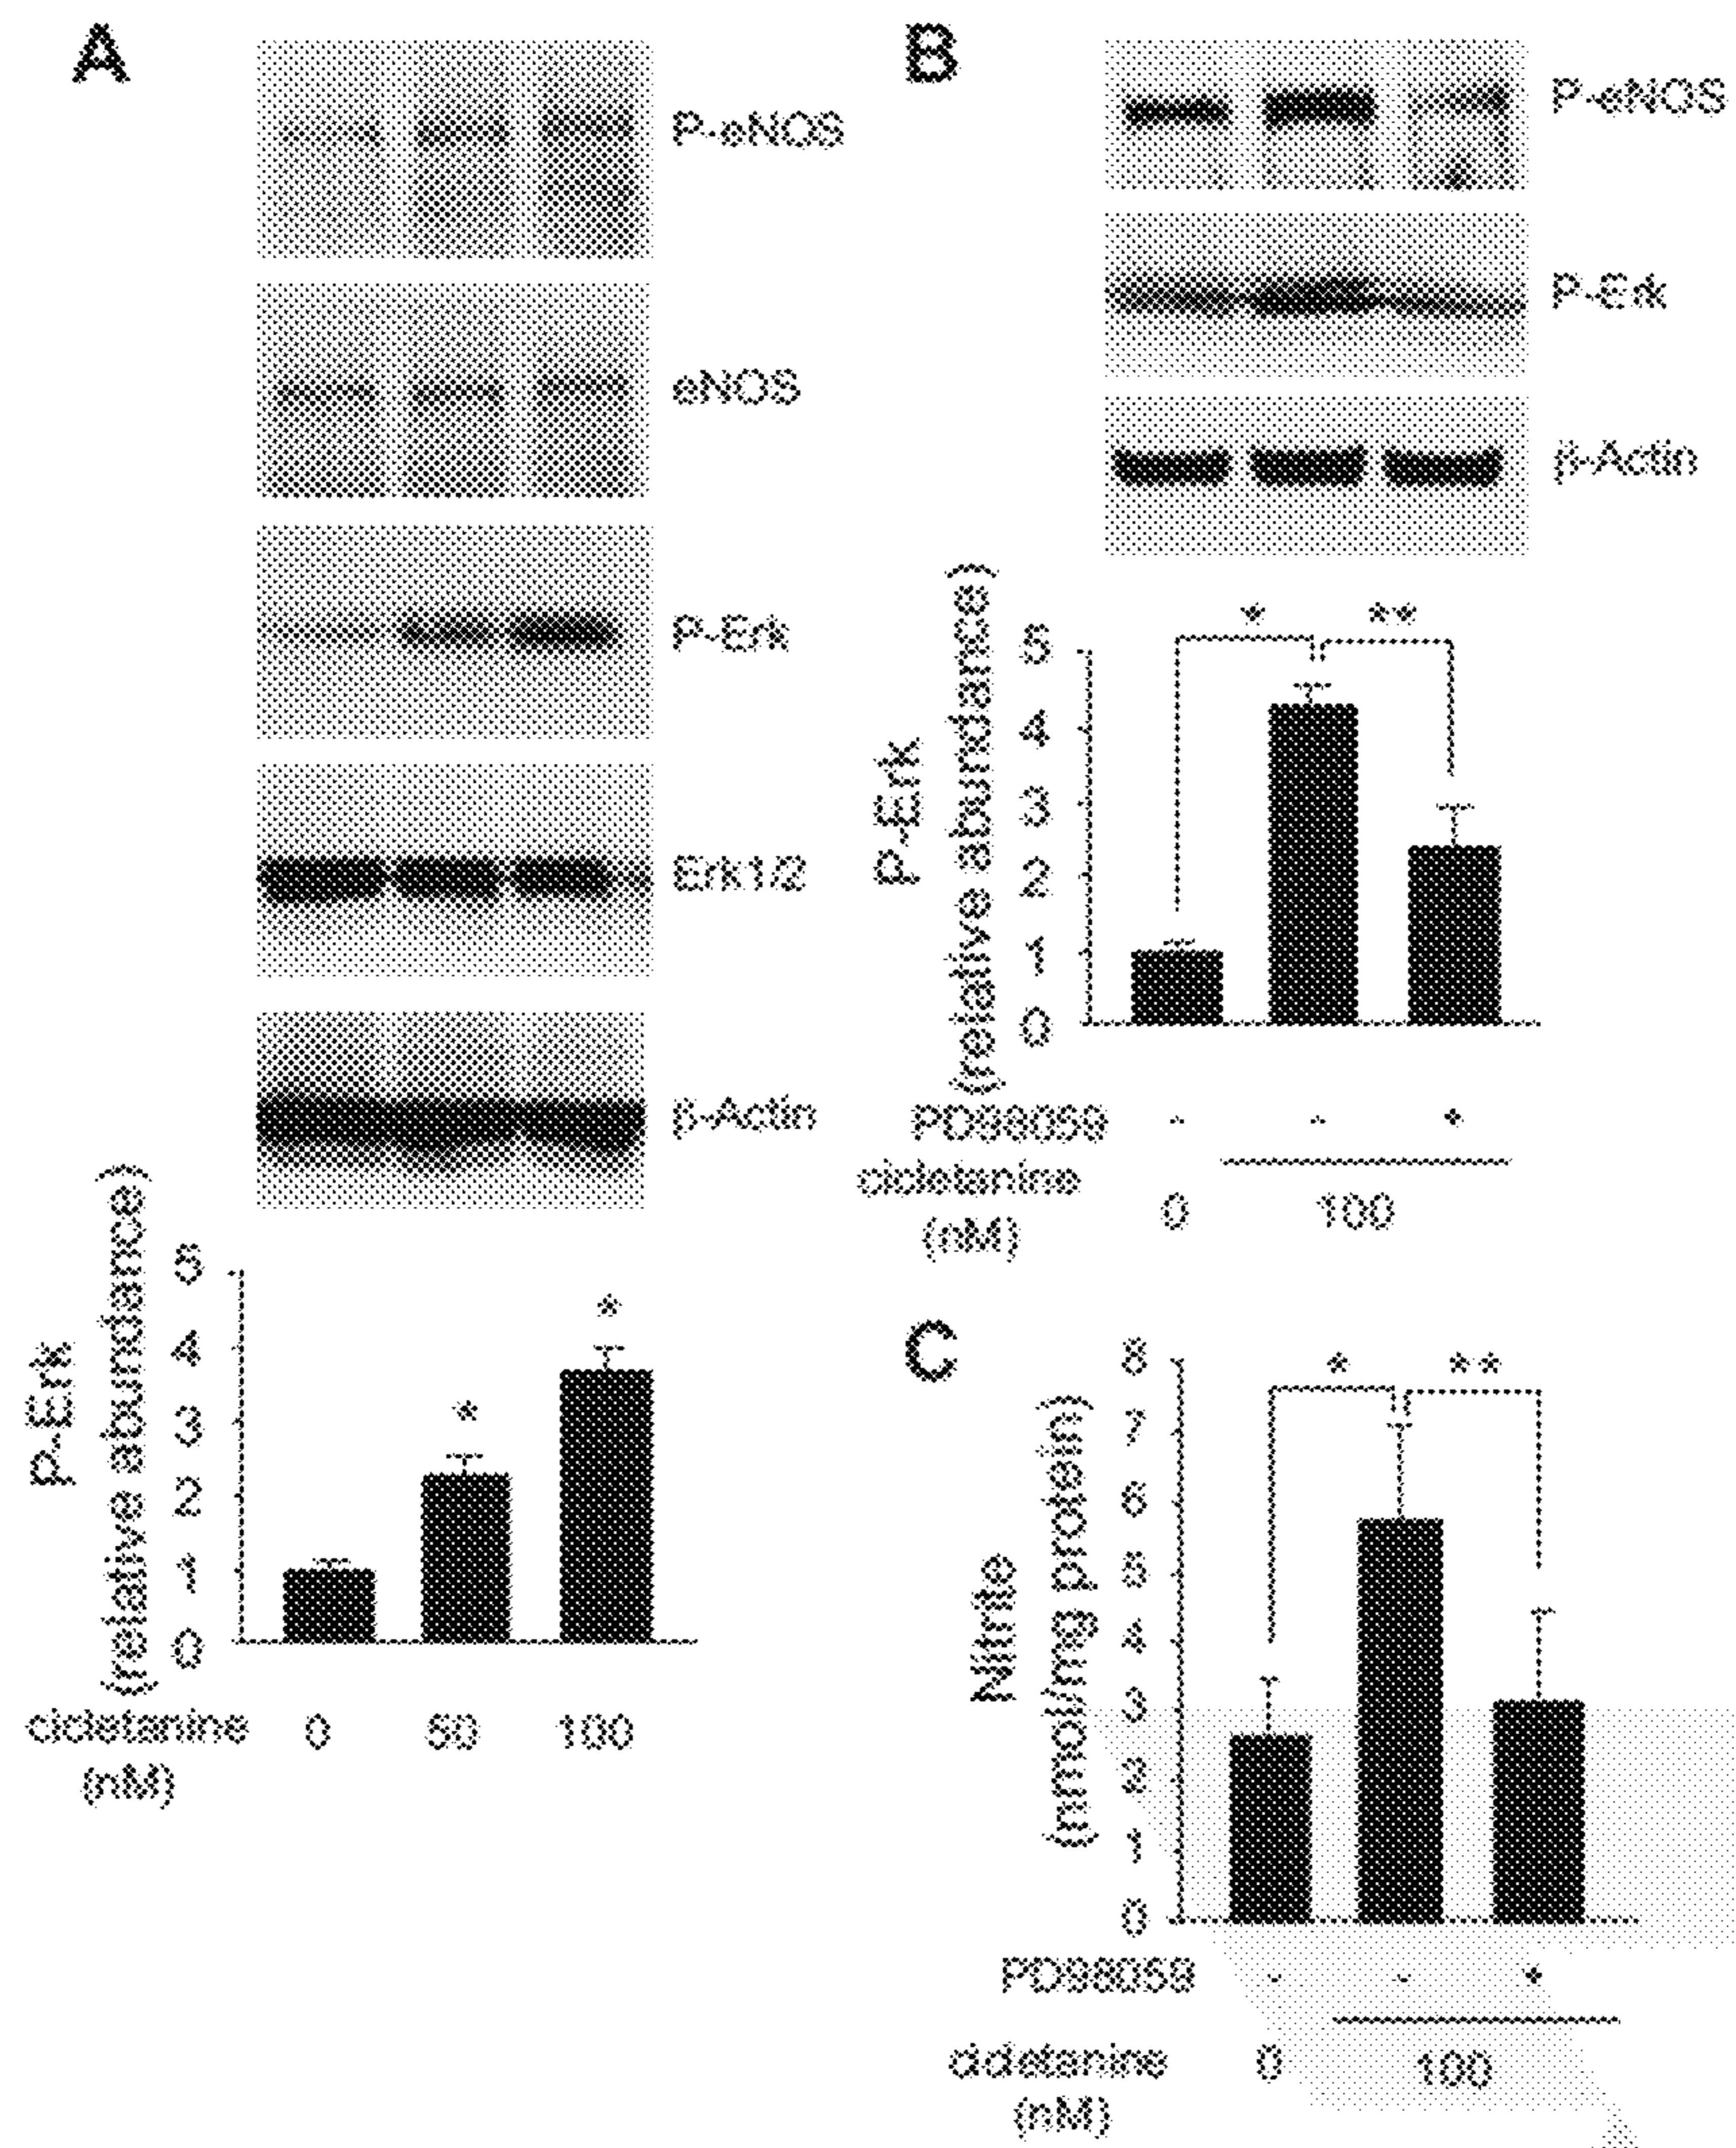 A
P-eNOS
eNOS
P-Erk
Erk1/2
β-Actin
P-Erk
(relative abundance)
5
4
3
2
1
0
*
*
cicletanine
(nM)
0 50 100
B
P-eNOS
P-Erk
β-Actin
P-Erk
(relative abundance)
5
4
3
2
1
0
* **
PD98059 - - +
cicletanine
(nM)
0 100
C
Nitrite
(nmol/mg protein)
8
7
6
5
4
3
2
1
0
* **
PD98059 - - +
cicletanine
(nM)
0 100